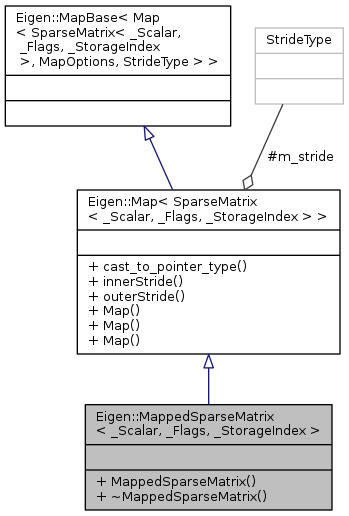 Eigen::MapBase< Map
< SparseMatrix< _Scalar,
_Flags, _StorageIndex
>, MapOptions, StrideType > >
StrideType
#m_stride
Eigen::Map< SparseMatrix
< _Scalar, _Flags, _StorageIndex > >
+ cast_to_pointer_type()
+ innerStride()
+ outerStride()
+ Map()
+ Map()
+ Map()
Eigen::MappedSparseMatrix
< _Scalar, _Flags, _StorageIndex >
+ MappedSparseMatrix()
+ ~MappedSparseMatrix()